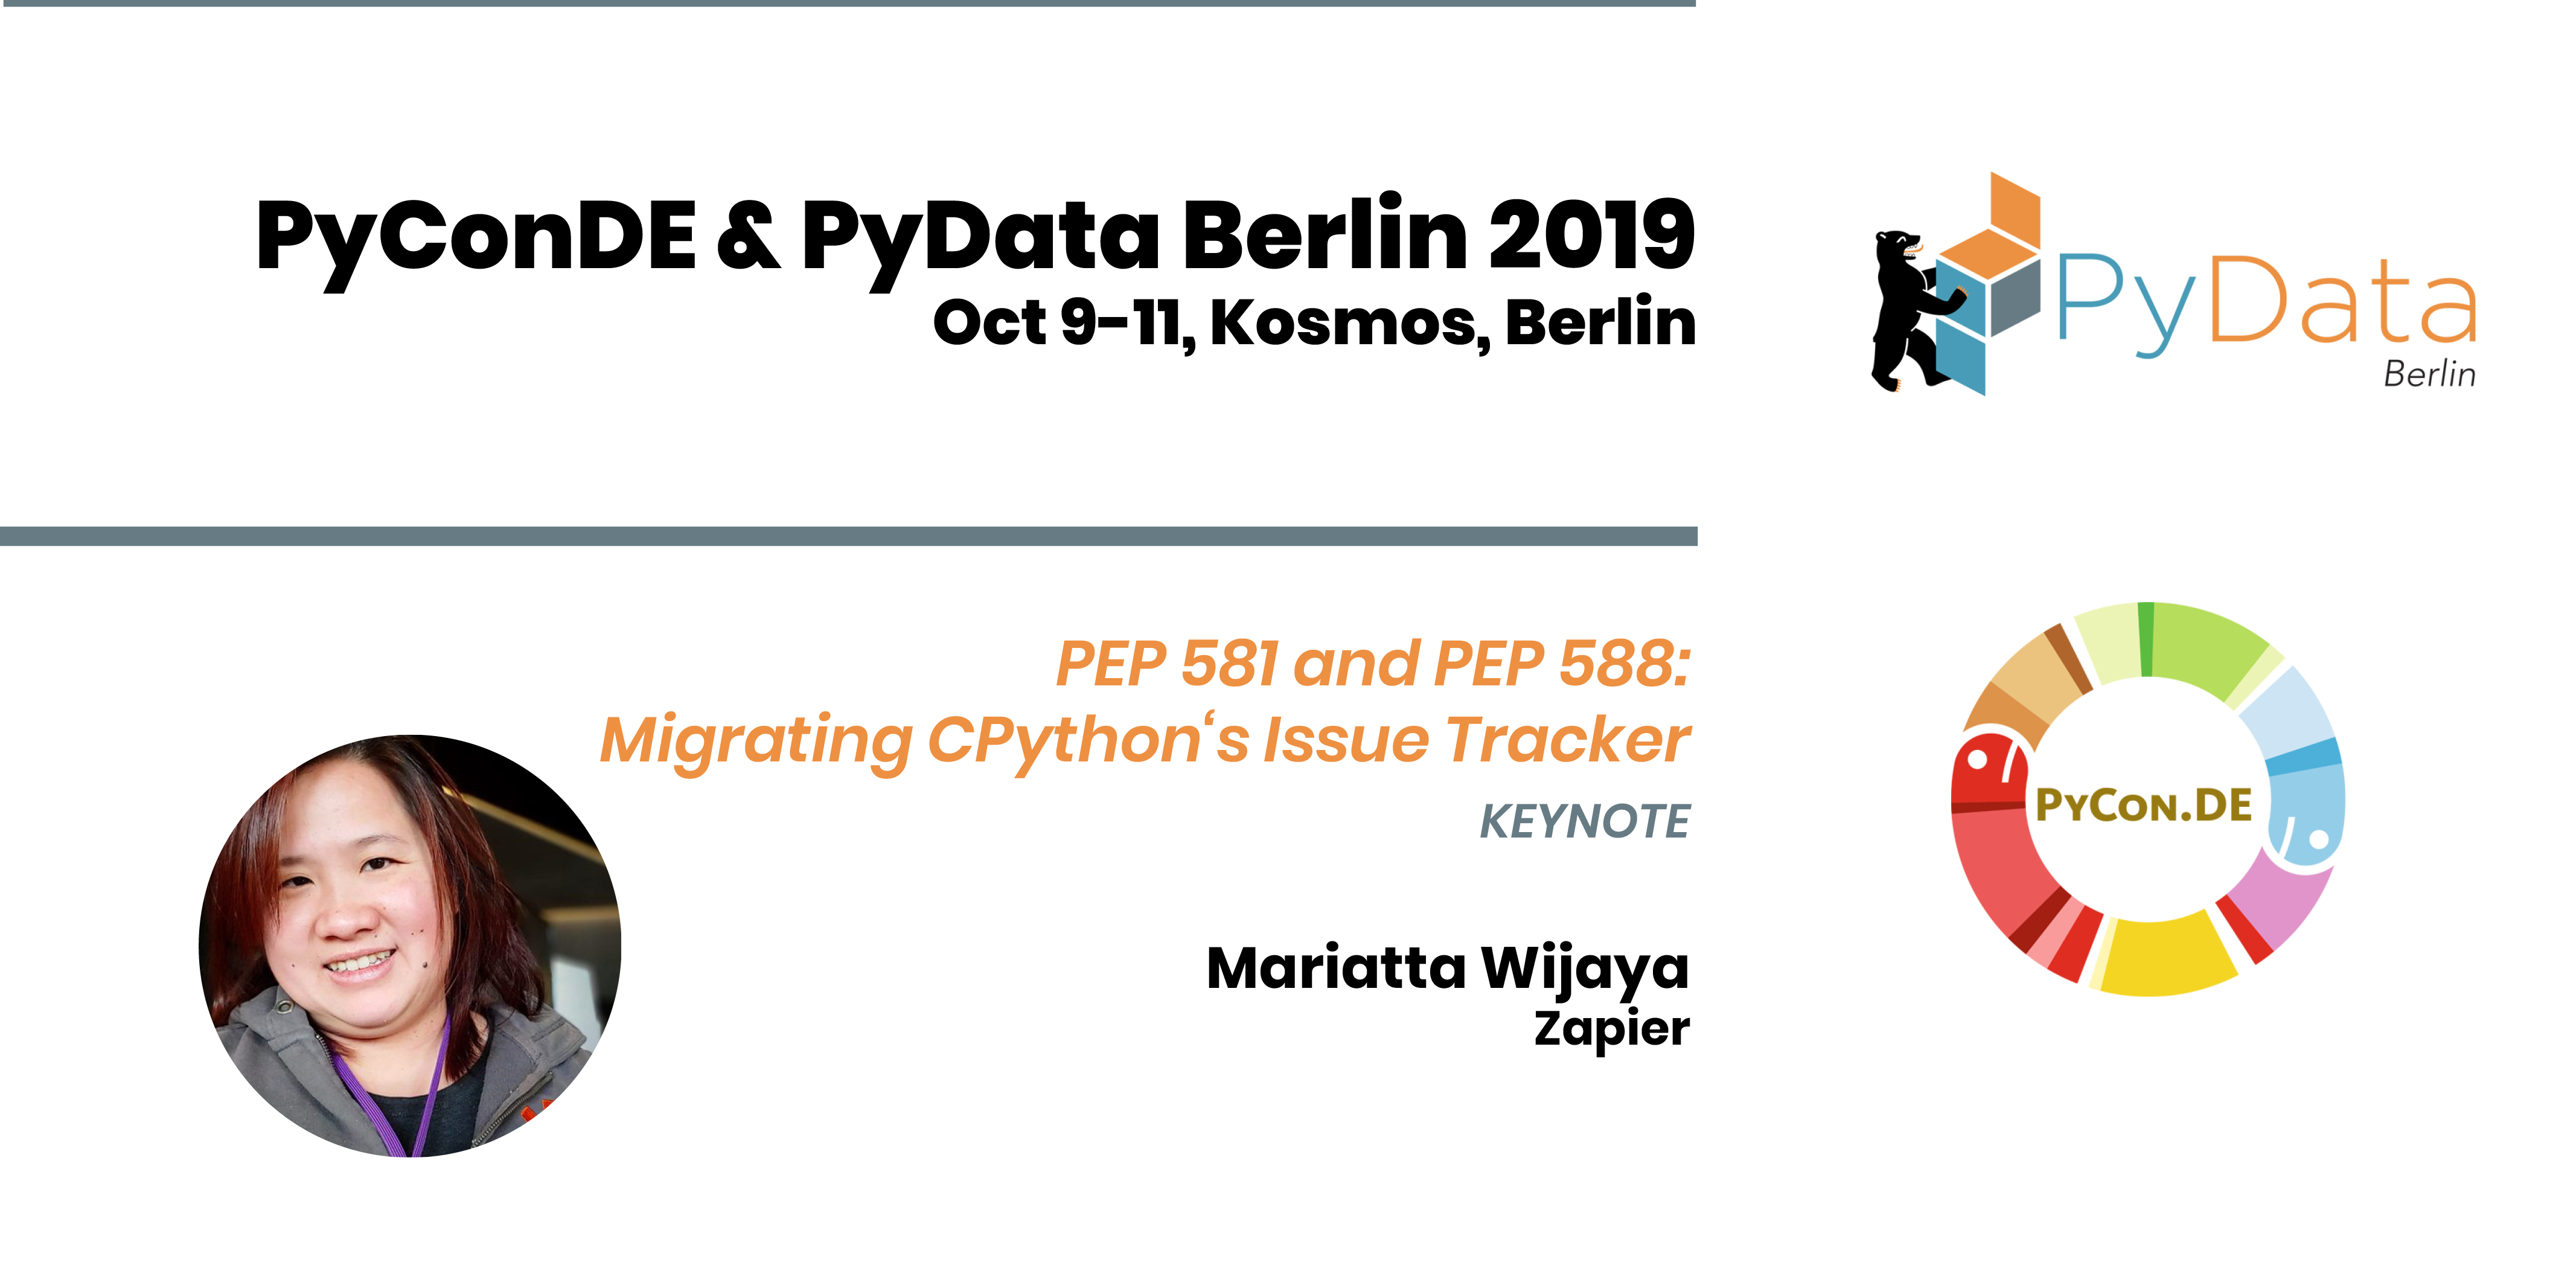 PyConDE & PyData Berlin 2019
Oct 9-11, Kosmos, Berlin
PyData
Berlin
PEP 581 and PEP 588:
Migrating CPython‘s Issue Tracker
KEYNOTE
Mariatta Wijaya
Zapier
PyCon.DE